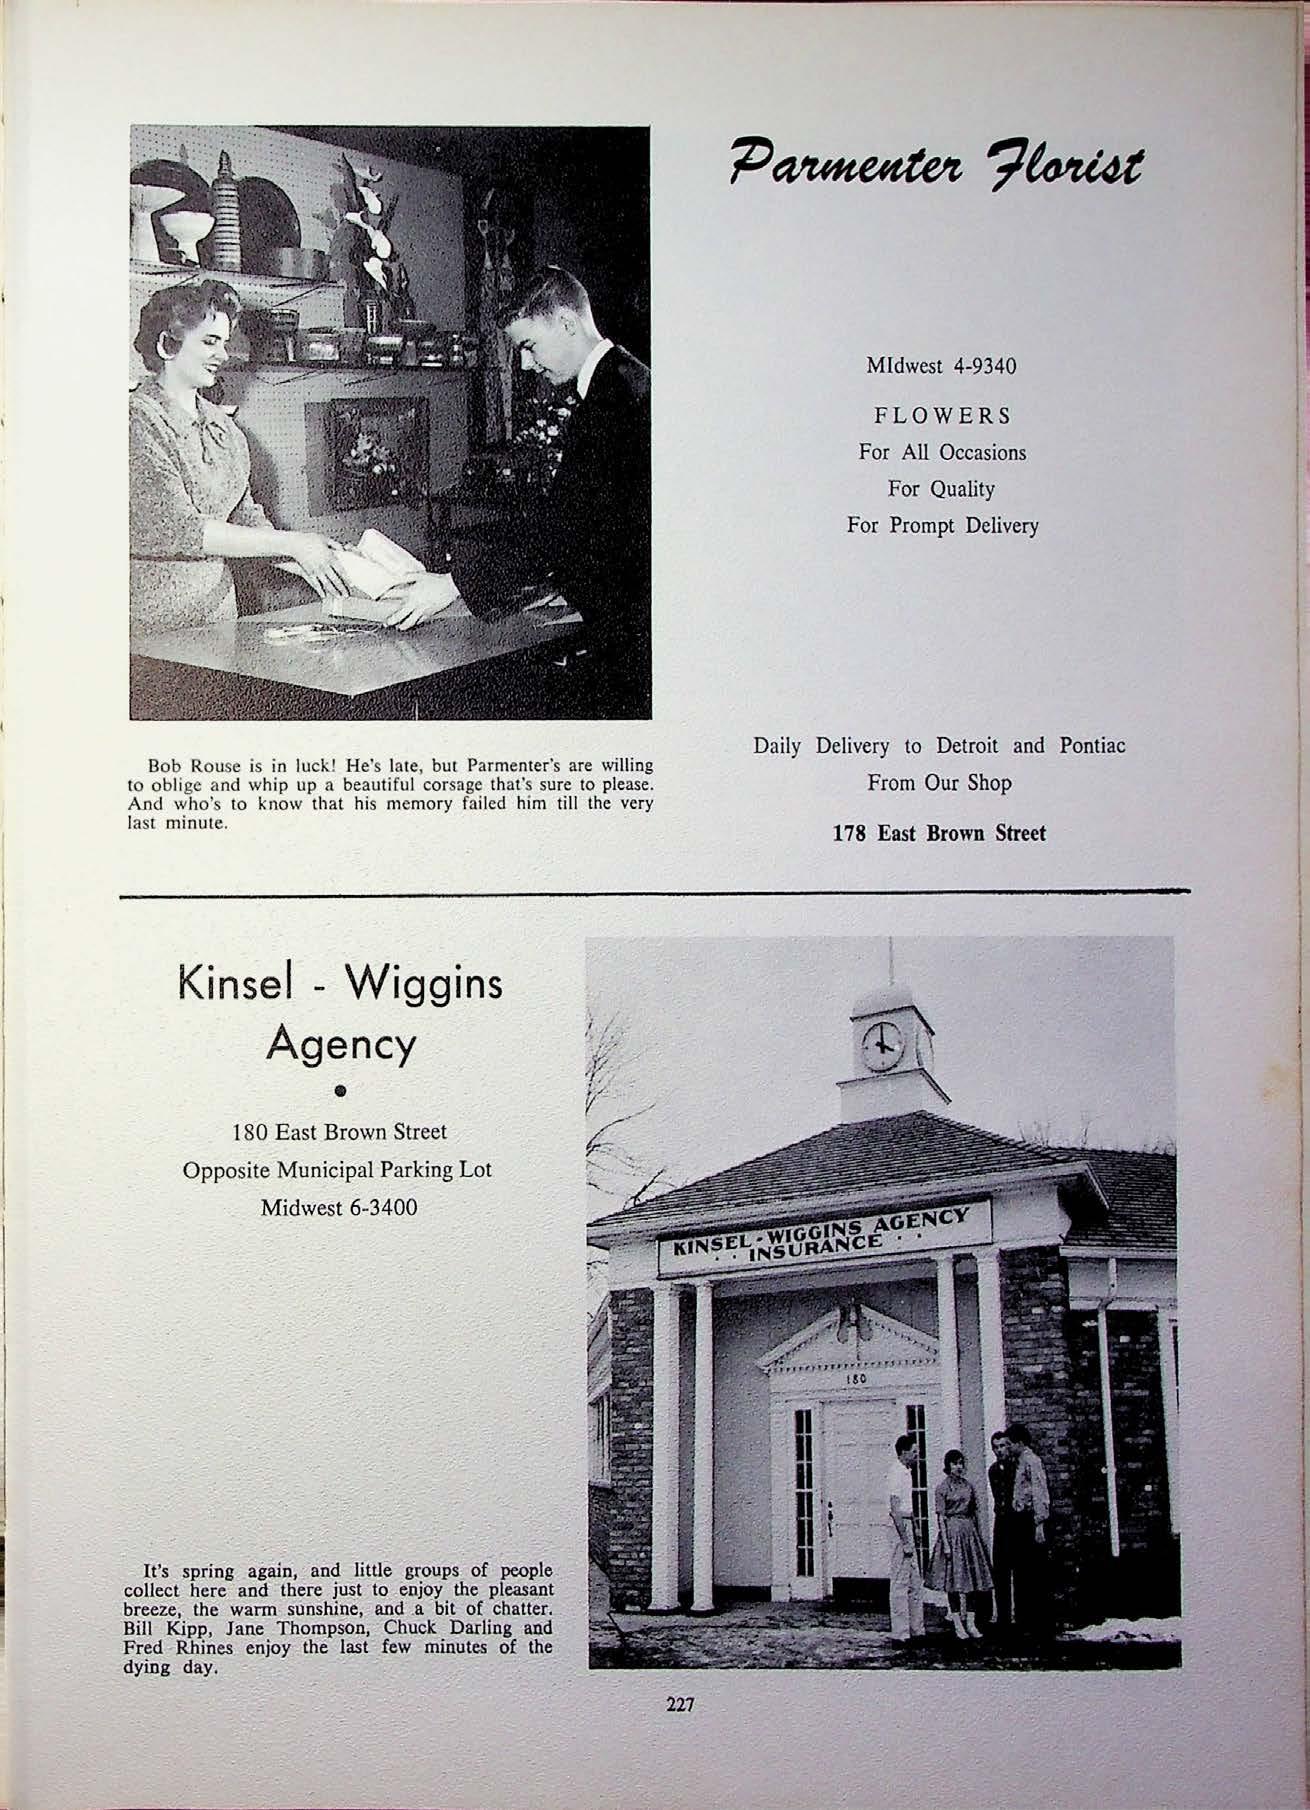 Parmenter Florist
MIdwest 4-9340
FLOWERS
For All Occasions
For Quality
For Prompt Delivery
Daily Delivery to Detroit and Pontiac
From Our Shop
178 East Brown Street
Bob Rouse is in luck! He's late, but Parmenter's are willing
to oblige and whip up a beautiful corsage that's sure to please.
And who's to know that his memory failed him till the very
last minute.
Kinsel - Wiggins
Agency
180 East Brown Street
Opposite Municipal Parking Lot
Midwest 6-3400
KINSEL-WIGGINS AGENCY
· · INSURANCE · ·
180
It's spring again, and little groups of people
collect here and there just to enjoy the pleasant
breeze, the warm sunshine, and a bit of chatter.
Bill Kipp, Jane Thompson, Chuck Darling and
Fred Rhines enjoy the last few minutes of the
dying day.
227